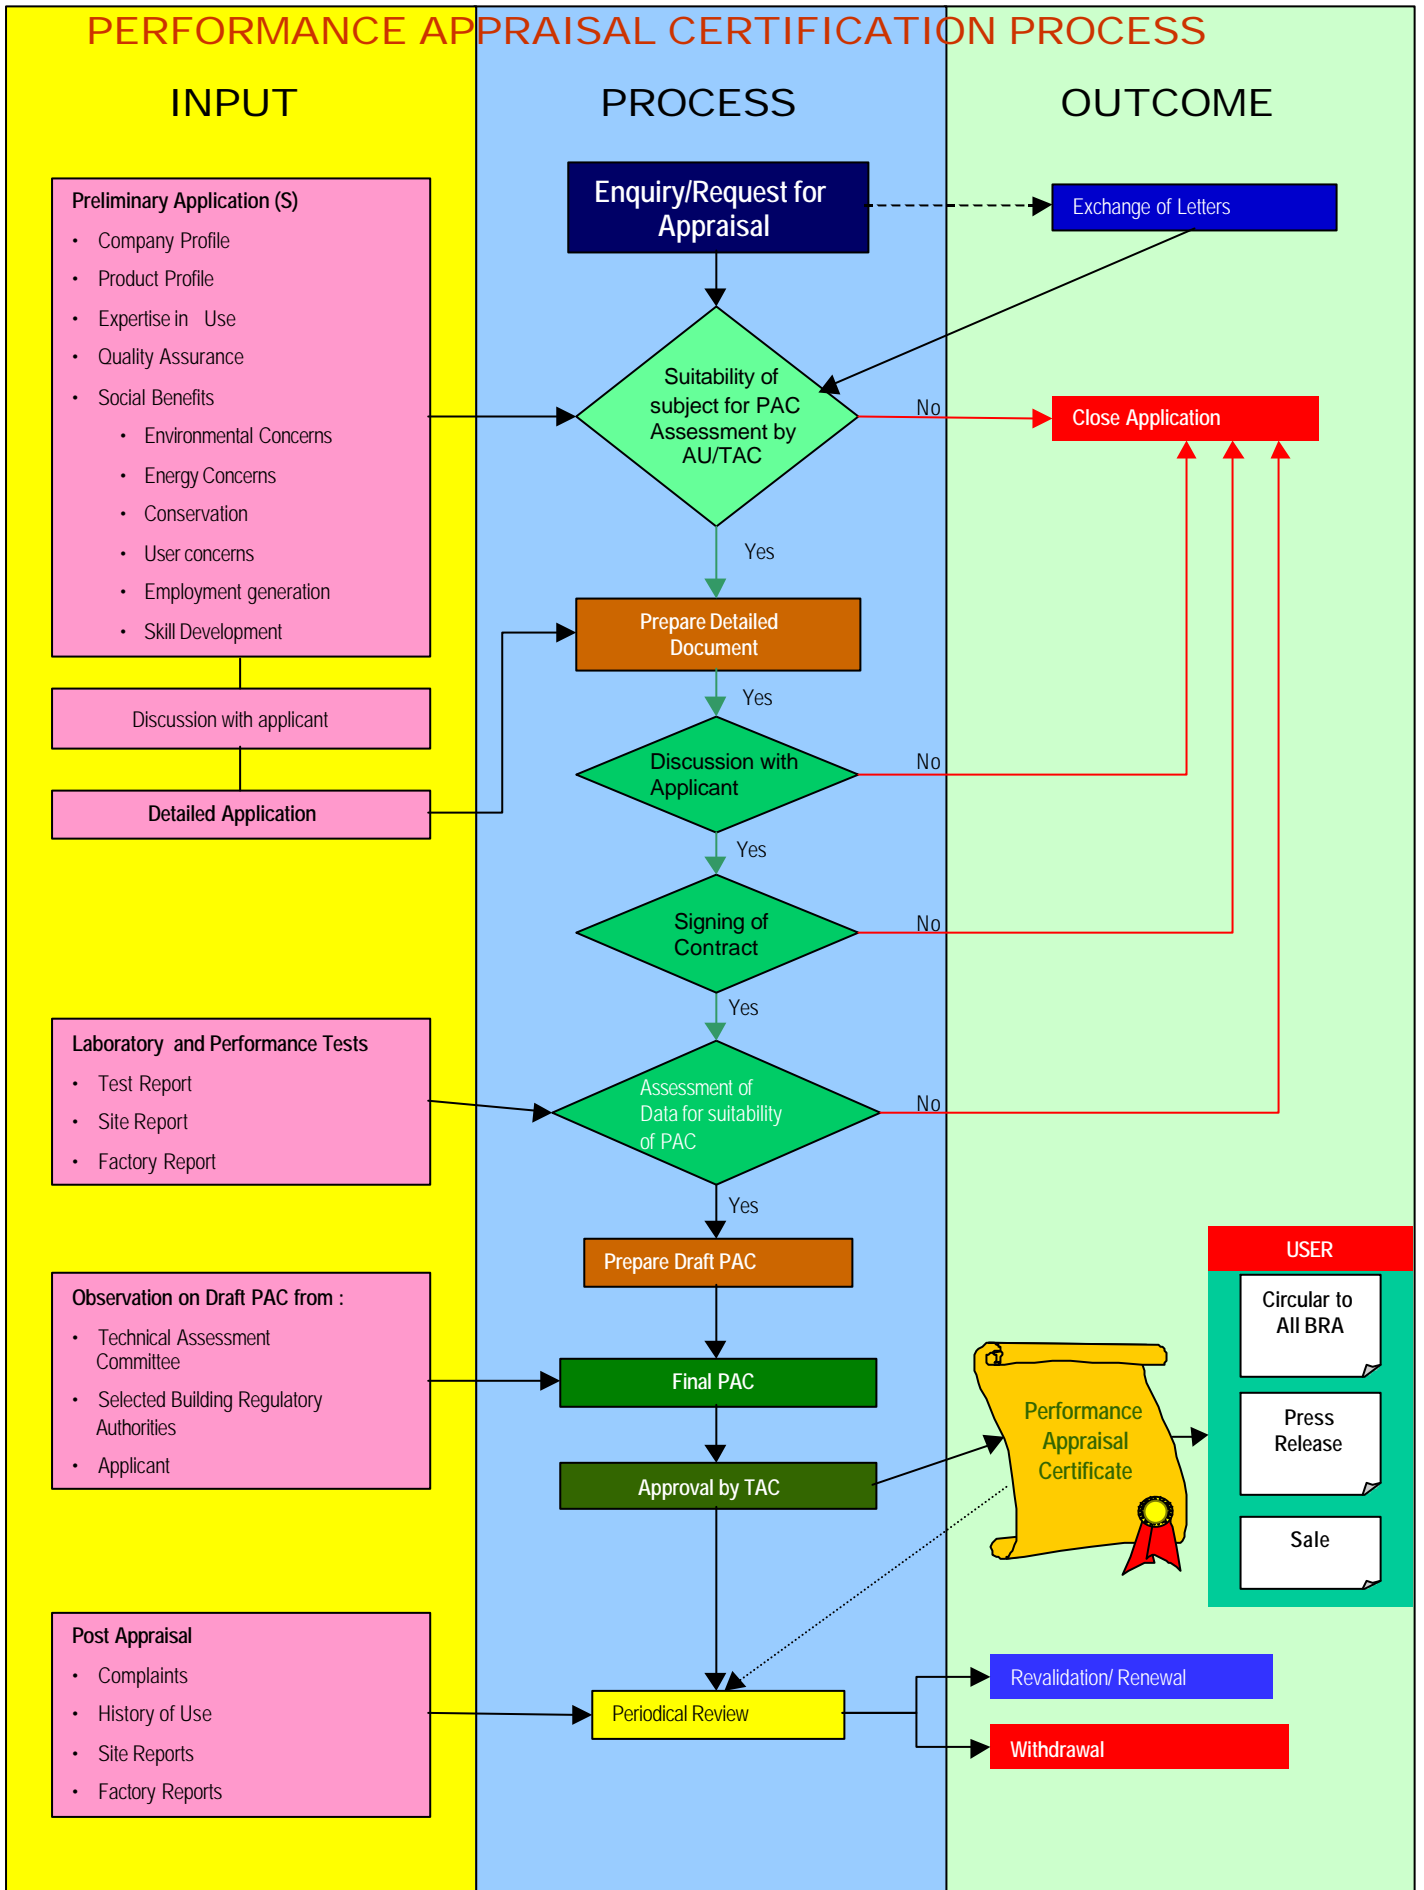 PERFORMANCE APPRAISAL CERTIFICATION PROCESS
INPUT
PROCESS
OUTCOME
Preliminary Application (S)
• Company Profile
• Product Profile
• Expertise in Use
• Quality Assurance
• Social Benefits
• Environmental Concerns
• Energy Concerns
• Conservation
• User concerns
• Employment generation
• Skill Development
Discussion with applicant
Detailed Application
Laboratory and Performance Tests
• Test Report
• Site Report
• Factory Report
Observation on Draft PAC from :
• Technical Assessment
Committee
• Selected Building Regulatory
Authorities
• Applicant
Post Appraisal
• Complaints
• History of Use
• Site Reports
• Factory Reports
Enquiry/Request for
Appraisal
Suitability of
subject for PAC
Assessment by
AU/TAC
No
Yes
Prepare Detailed
Document
Yes
Discussion with
Applicant
No
Yes
Signing of
Contract
No
Yes
Assessment of
Data for suitability
of PAC
No
Yes
Prepare Draft PAC
Final PAC
Approval by TAC
Periodical Review
Exchange of Letters
Close Application
Performance
Appraisal
Certificate
USER
Circular to
All BRA
Press
Release
Sale
Revalidation/ Renewal
Withdrawal